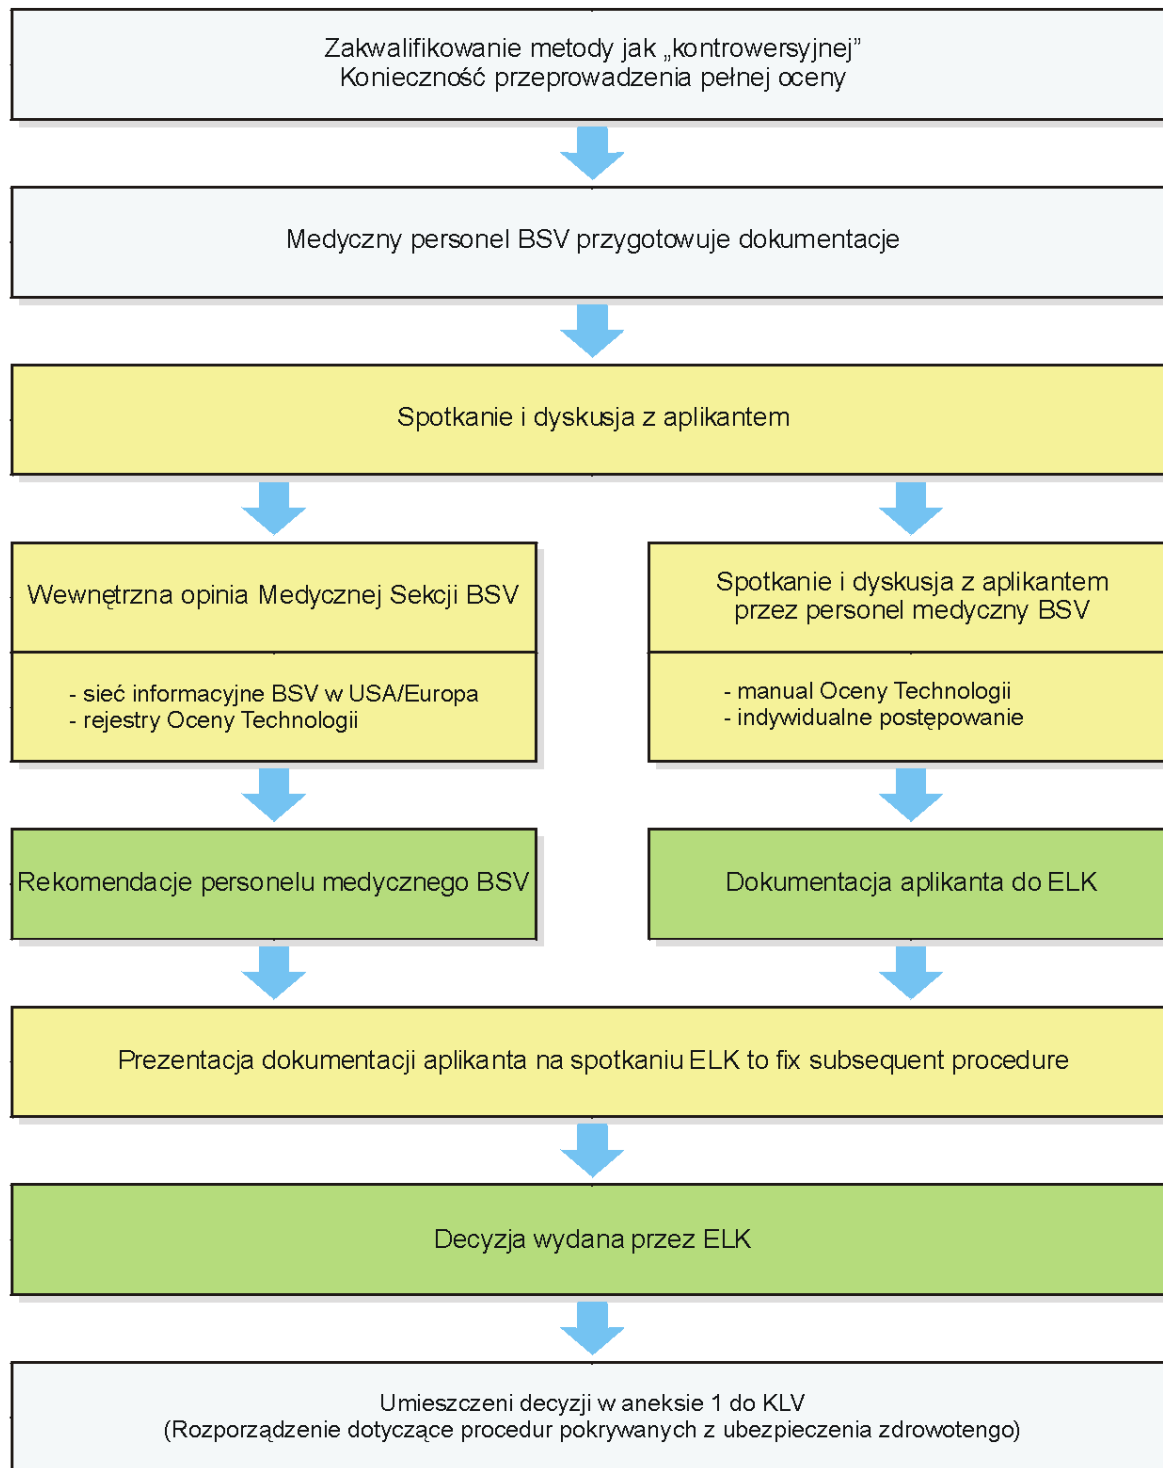 Zakwalifikowanie metody jak „kontrowersyjnej”
Konieczność przeprowadzenia pełnej oceny
Medyczny personel BSV przygotowuje dokumentacje
Spotkanie i dyskusja z aplikantem
Wewnętrzna opinia Medycznej Sekcji BSV
- sieć informacyjne BSV w USA/Europa
- rejestry Oceny Technologii
Spotkanie i dyskusja z aplikantem
przez personel medyczny BSV
- manual Oceny Technologii
- indywidualne postępowanie
Rekomendacje personelu medycznego BSV
Dokumentacja aplikanta do ELK
Prezentacja dokumentacji aplikanta na spotkaniu ELK to fix subsequent procedure
Decyzja wydana przez ELK
Umieszczeni decyzji w aneksie 1 do KLV
(Rozporządzenie dotyczące procedur pokrywanych z ubezpieczenia zdrowotengo)